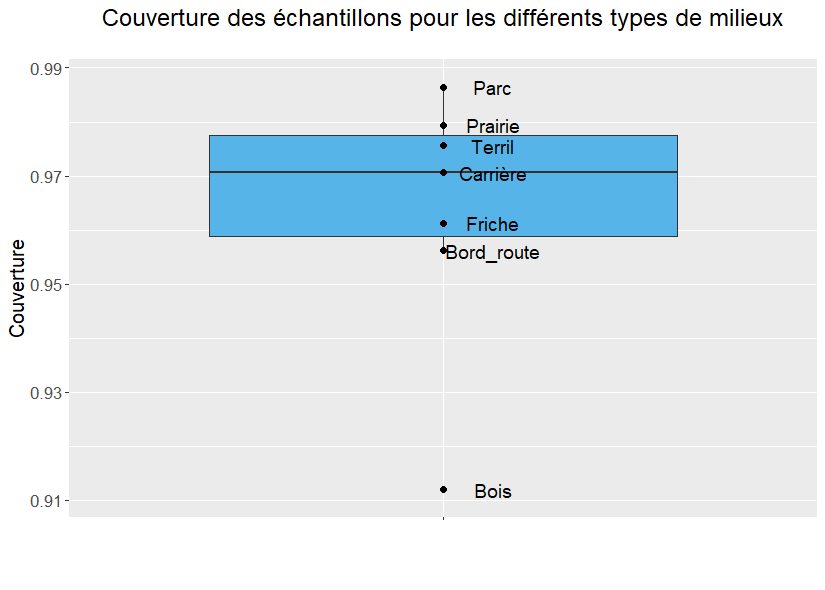 Couverture des échantillons pour les différents types de milieux
0.99
Parc
Prairie
Terril
0.97
Carrière
Friche
Bord_route
0.95
Couverture
0.93
Bois
0.91